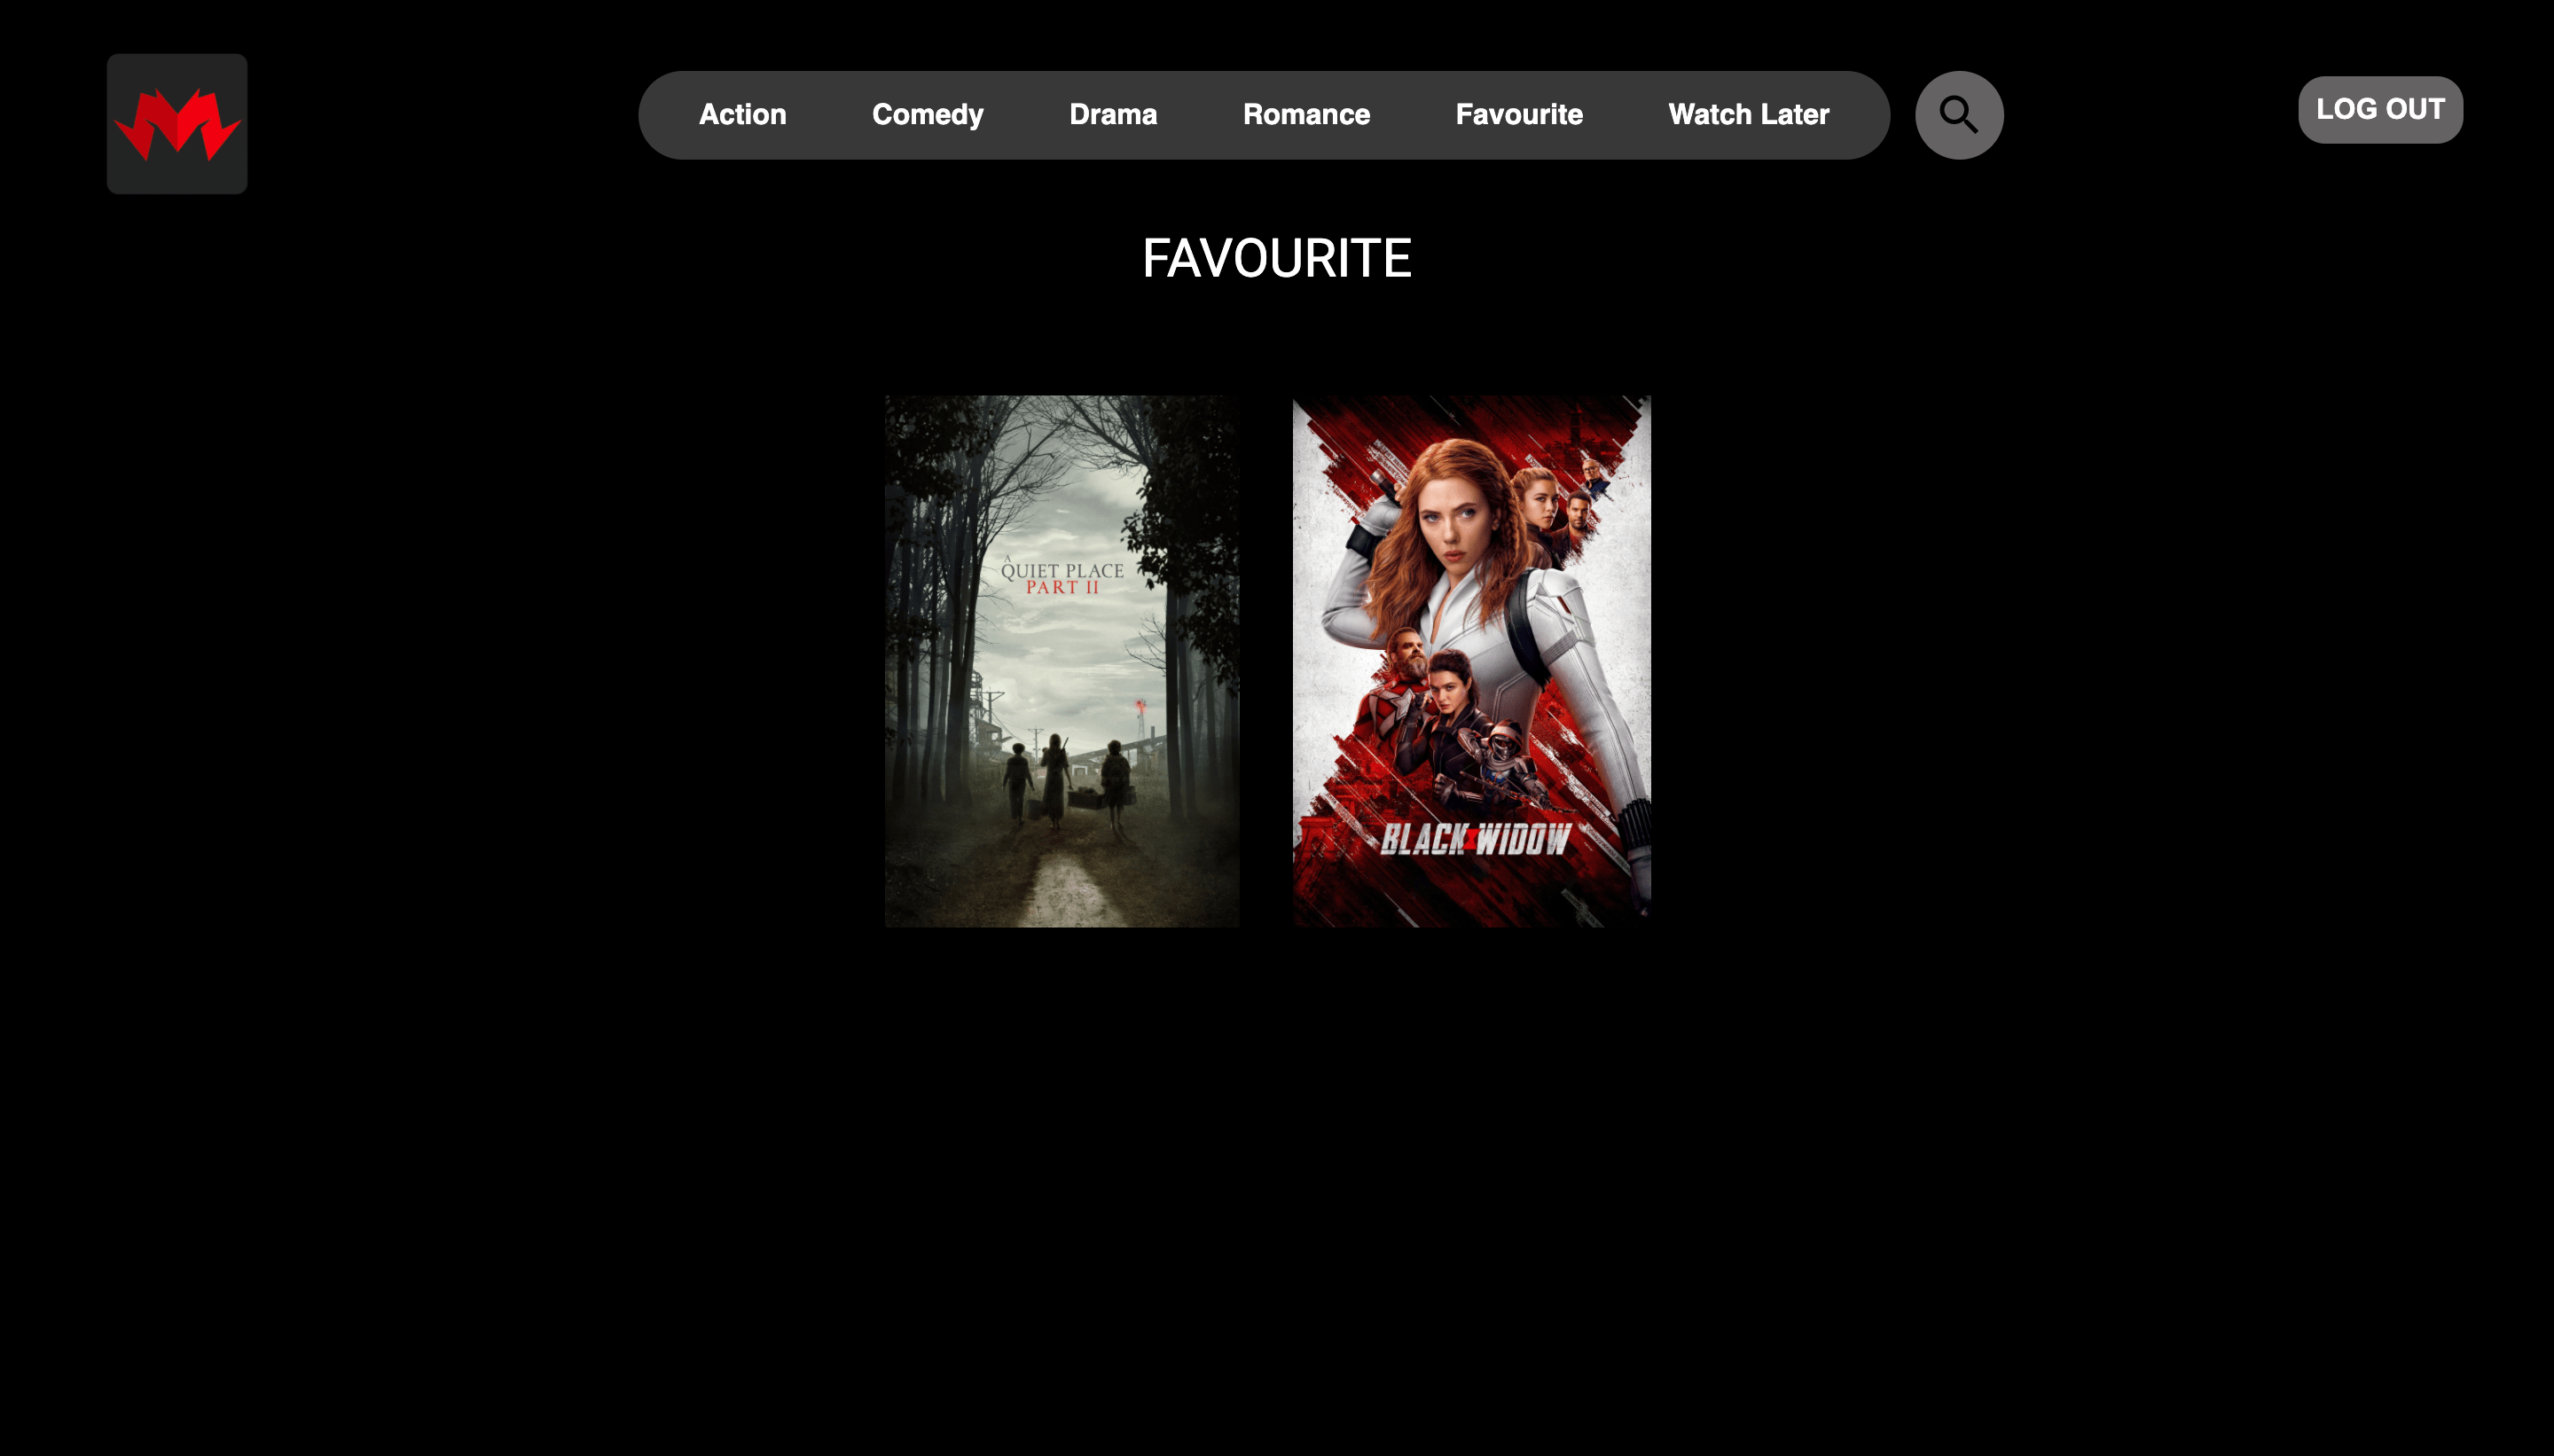 Action Comedy Drama Romance Favourite Watch Later
LOG OUT
FAVOURITE
A
QUIET PLACE
PART II
BLACK WIDOW